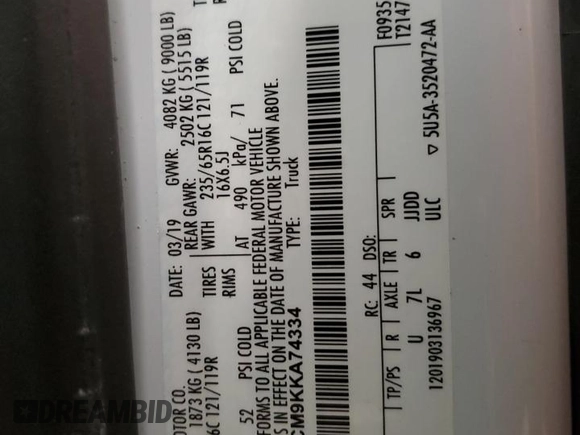 OTOR CO.
DATE: 03/19 GVWR: 4082 KG ( 9000 LB)
1873 KG ( 4130 LB) REAR GAWR: 2502 KG ( 5515 LB)
6C 121/119R TIRES WITH 235/65R16C 121/119R
RIMS 16X6.5J
52 PSI COLD AT 490 kPa/ 71 PSI COLD
FORMS TO ALL APPLICABLE FEDERAL MOTOR VEHICLE
S IN EFFECT ON THE DATE OF MANUFACTURE SHOWN ABOVE.
CM9KKA74334 TYPE: Truck
F0935
T2147
RC: 44 DSO:
TP/PS R AXLE TR SPR
U 7L 6 JJDD
1201903136967 ULC ▽ 5U5A-3520472-AA
DREAMBID